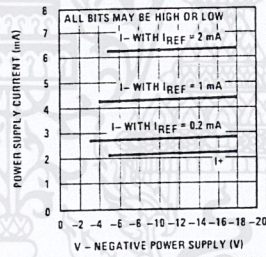 ALL BITS MAY BE HIGH OR LOW
8
7
6
5
4
3
2
1
0
POWER SUPPLY CURRENT (mA)
I– WITH IREF = 2 mA
I– WITH IREF = 1 mA
I– WITH IREF = 0.2 mA
I+
0 -2 -4 -6 -8 -10 -12 -14 -16 -18 -20
V – NEGATIVE POWER SUPPLY (V)